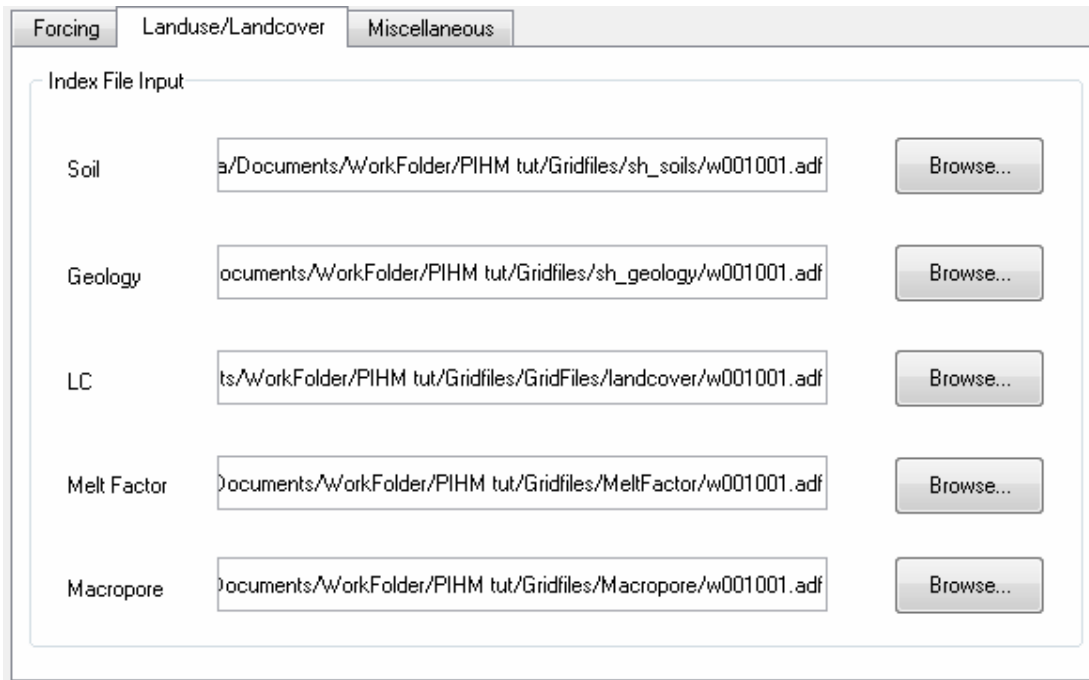 Forcing Landuse/Landcover Miscellaneous
Index File Input
Soil a/Documents/WorkFolder/PIHM tut/Gridfiles/sh_soils/w001001.adf Browse...
Geology ocuments/WorkFolder/PIHM tut/Gridfiles/sh_geology/w001001.adf Browse...
LC ts/WorkFolder/PIHM tut/Gridfiles/GridFiles/landcover/w001001.adf Browse...
Melt Factor Documents/WorkFolder/PIHM tut/Gridfiles/MeltFactor/w001001.adf Browse...
Macropore Documents/WorkFolder/PIHM tut/Gridfiles/Macropore/w001001.adf Browse...